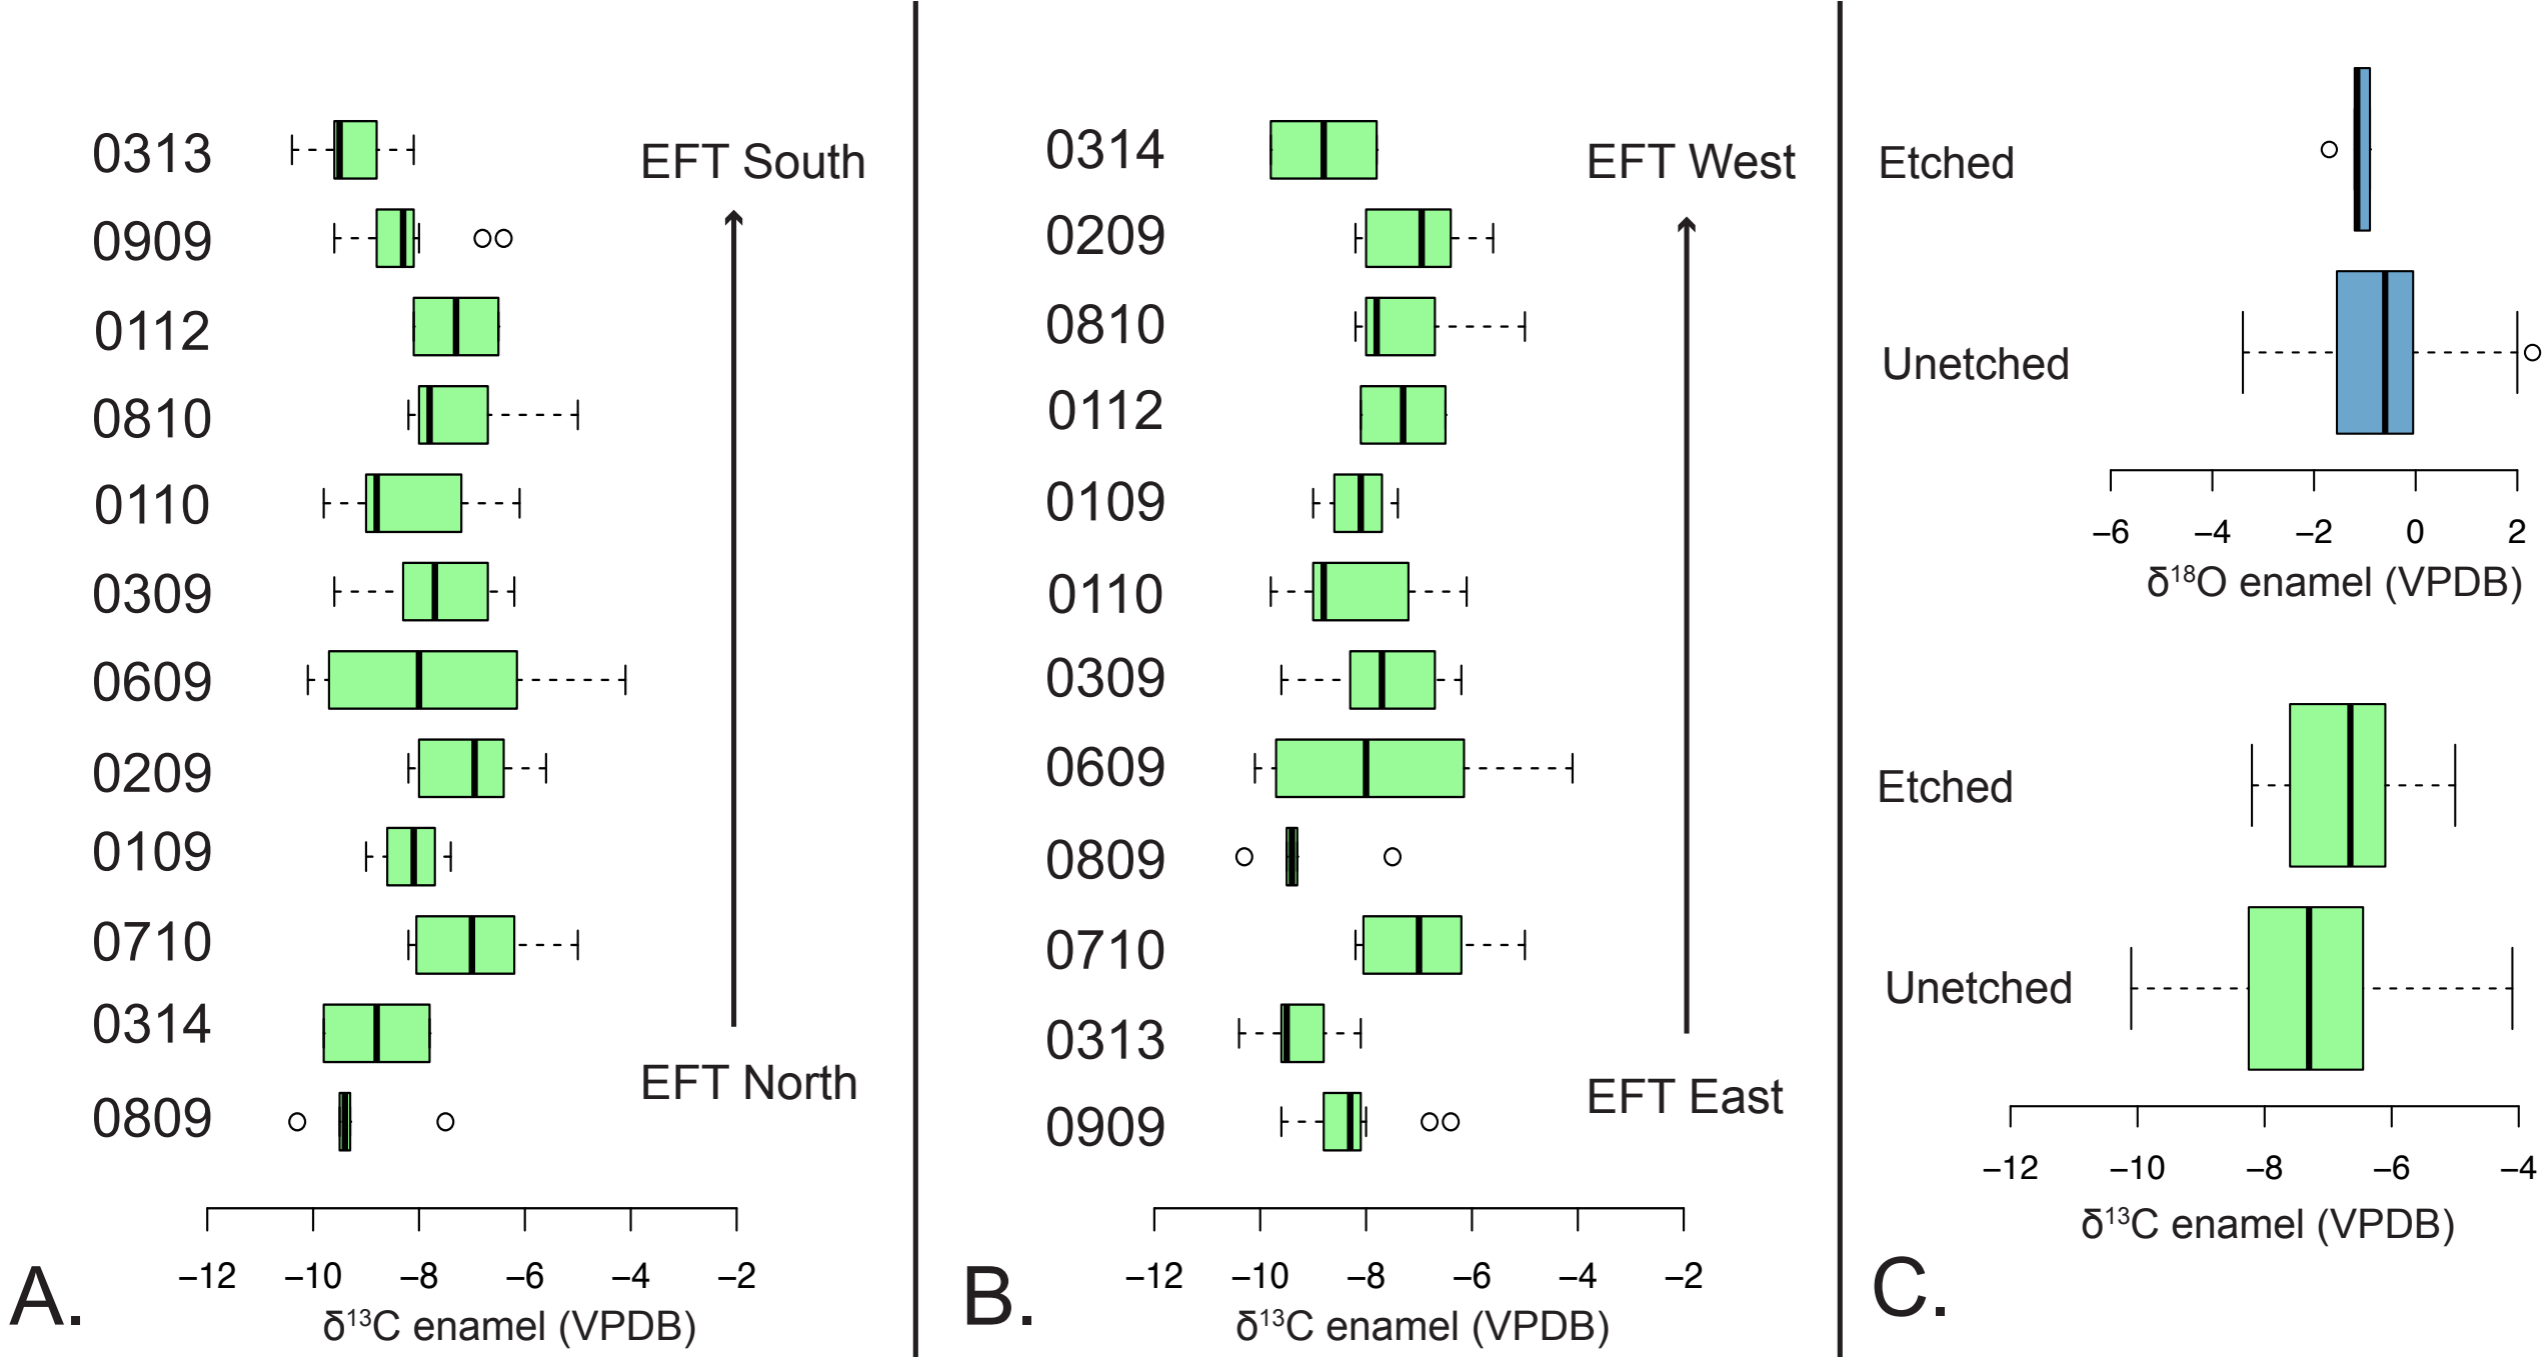 0313
EFT South
0909
0112
0810
0110
0309
0609
0209
0109
0710
0314
EFT North
0809
−12 −10 −8 −6 −4 −2
A.
δ¹³C enamel (VPDB)
0314
EFT West
0209
0810
0112
0109
0110
0309
0609
0809
0710
0313
EFT East
0909
−12 −10 −8 −6 −4 −2
B.
δ¹³C enamel (VPDB)
Etched
Unetched
−6 −4 −2 0 2
δ¹⁸O enamel (VPDB)
Etched
Unetched
−12 −10 −8 −6 −4
δ¹³C enamel (VPDB)
C.